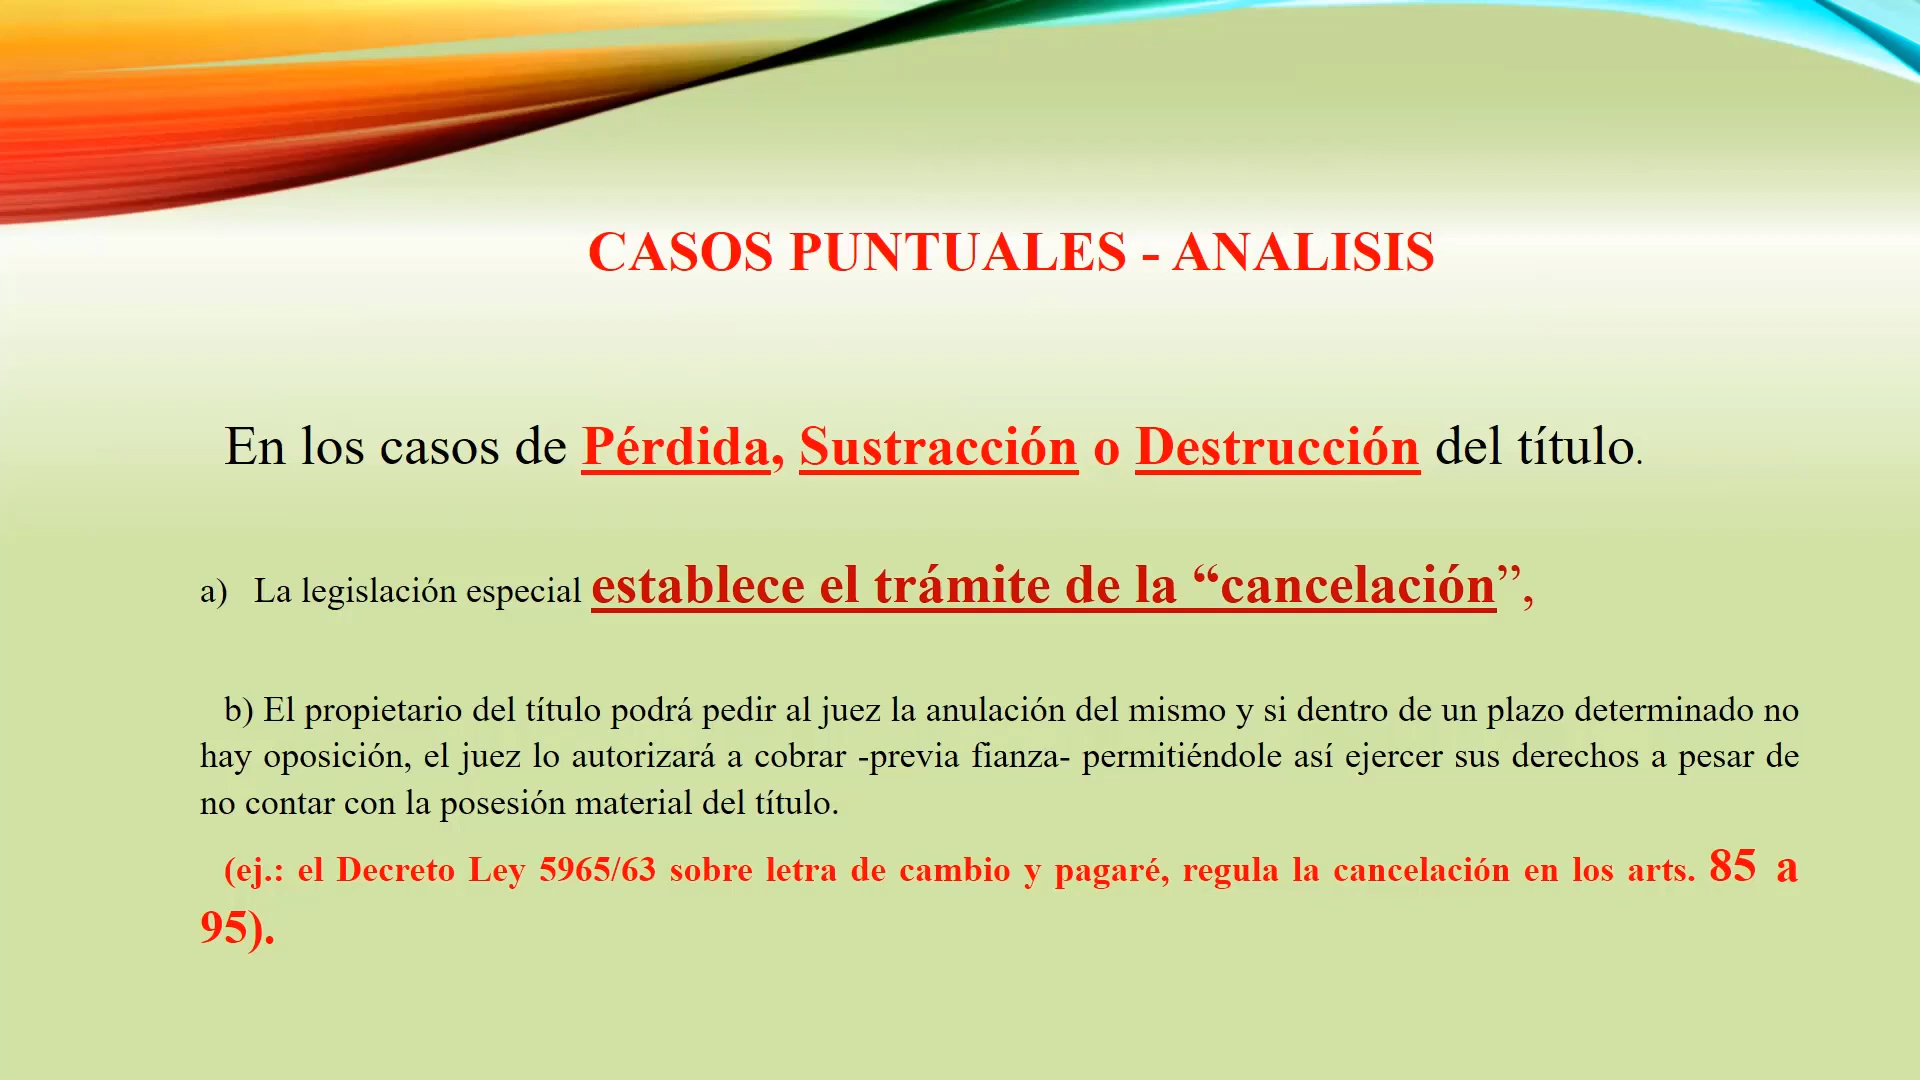 CASOS PUNTUALES - ANALISIS
En los casos de Pérdida, Sustracción o Destrucción del título.
a) La legislación especial establece el trámite de la “cancelación”,
b) El propietario del título podrá pedir al juez la anulación del mismo y si dentro de un plazo determinado no
hay oposición, el juez lo autorizará a cobrar -previa fianza- permitiéndole así ejercer sus derechos a pesar de
no contar con la posesión material del título.
(ej.: el Decreto Ley 5965/63 sobre letra de cambio y pagaré, regula la cancelación en los arts. 85 a
95).